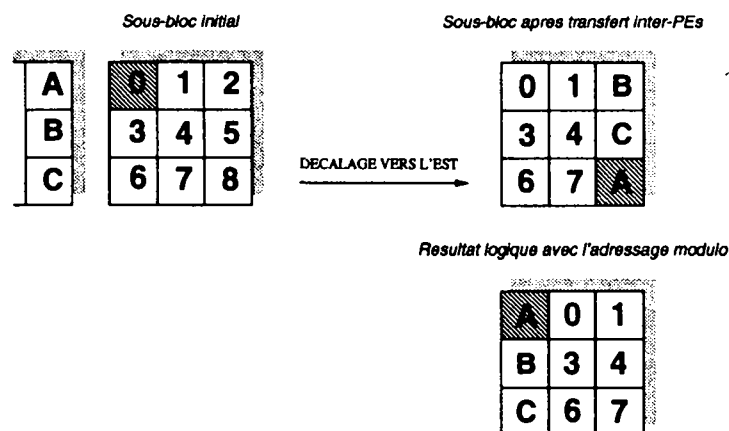 Sous-bloc initial
Sous-bloc apres transfert inter-PEs
A 0 1 2
B 3 4 5
C 6 7 8
DECALAGE VERS L'EST
0 1 B
3 4 C
6 7 A
Resultat logique avec l'adressage modulo
A 0 1
B 3 4
C 6 7